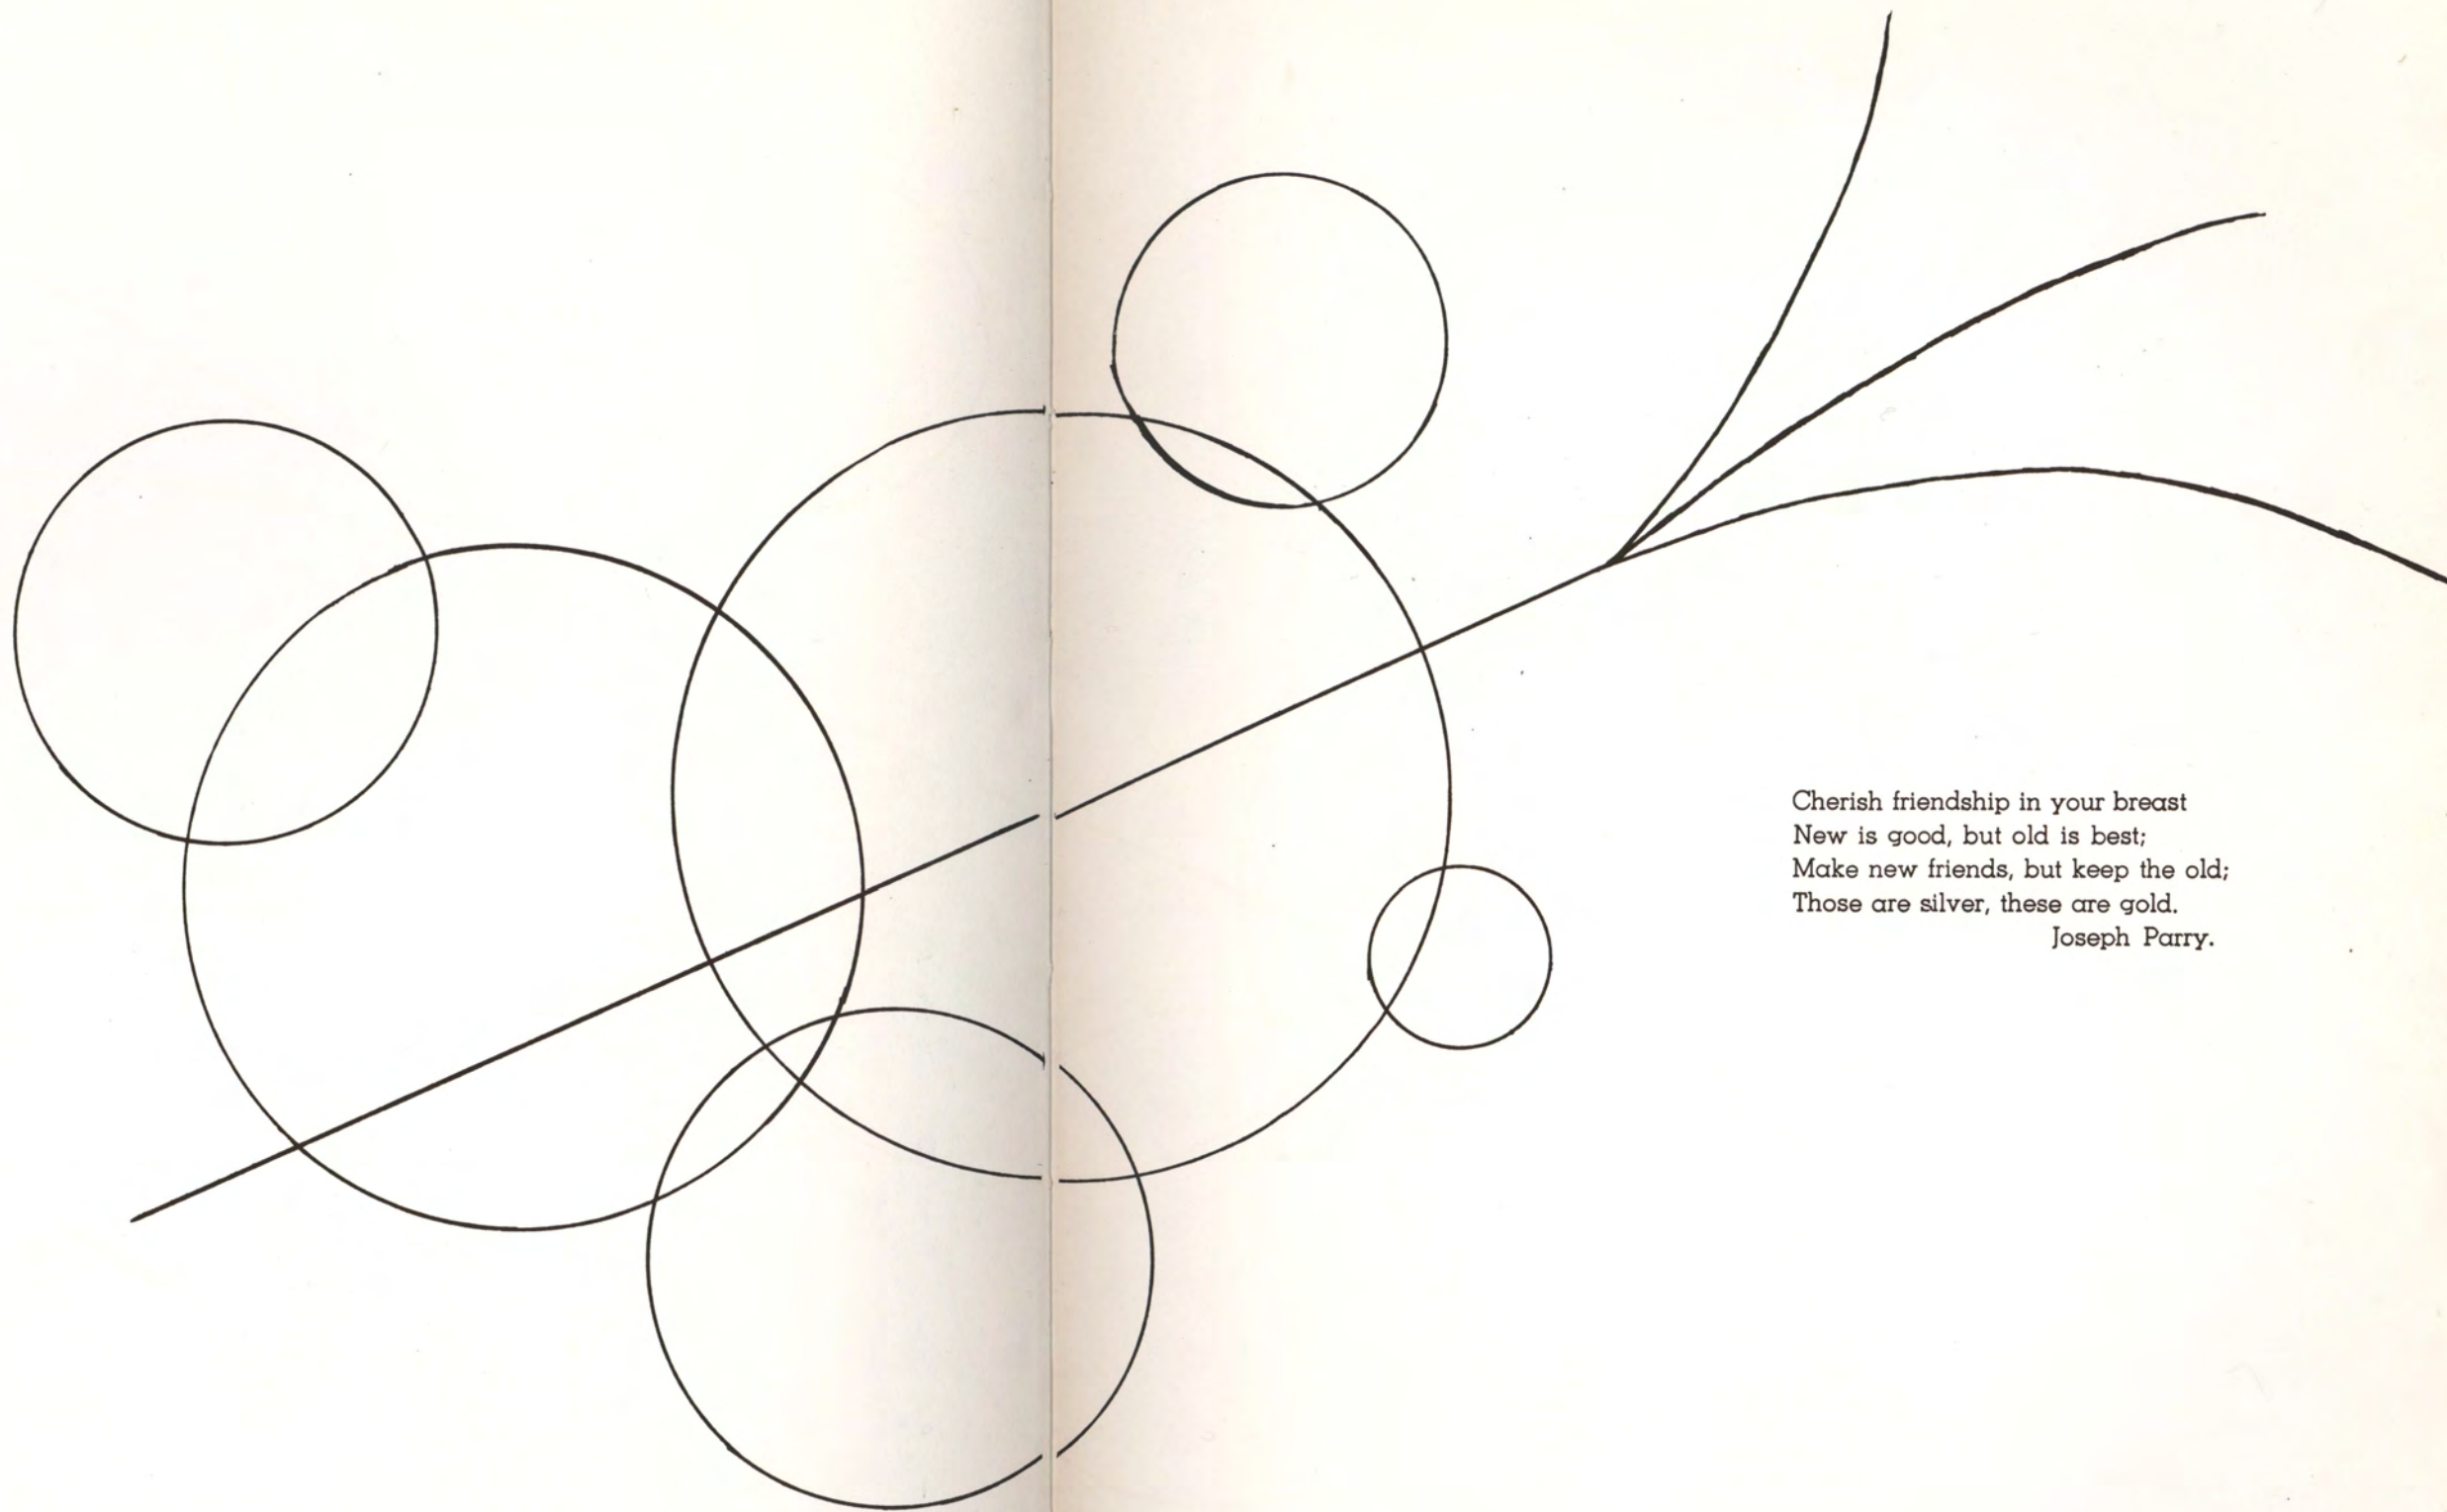 Cherish friendship in your breast
New is good, but old is best;
Make new friends, but keep the old;
Those are silver, these are gold.
Joseph Parry.